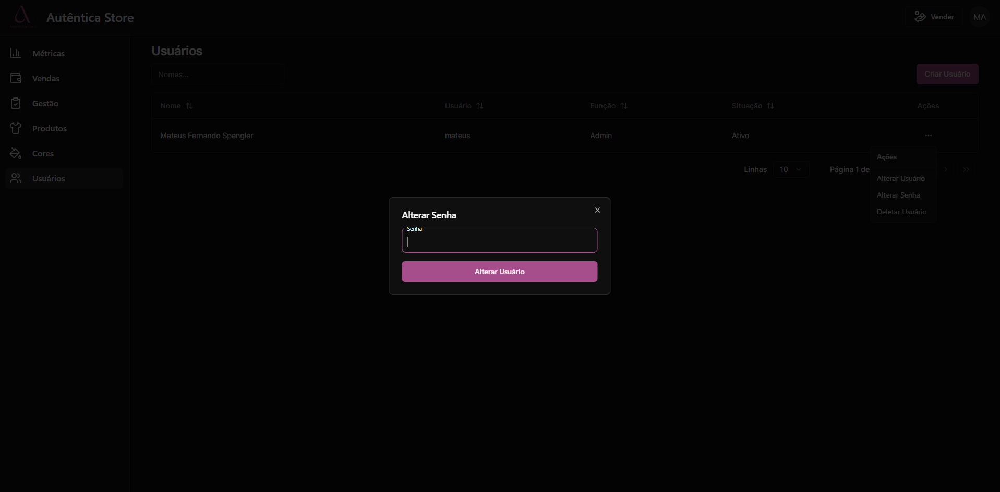 Autêntica Store
Vender
MA
Métricas
Vendas
Gestão
Produtos
Cores
Usuários
Usuários
Nomes...
Criar Usuário
Nome
Usuário
Função
Situação
Ações
Mateus Fernando Spengler
mateus
Admin
Ativo
...
Linhas
10
Página 1 de
Ações
Alterar Usuário
Alterar Senha
Deletar Usuário
Alterar Senha
Senha
Alterar Usuário